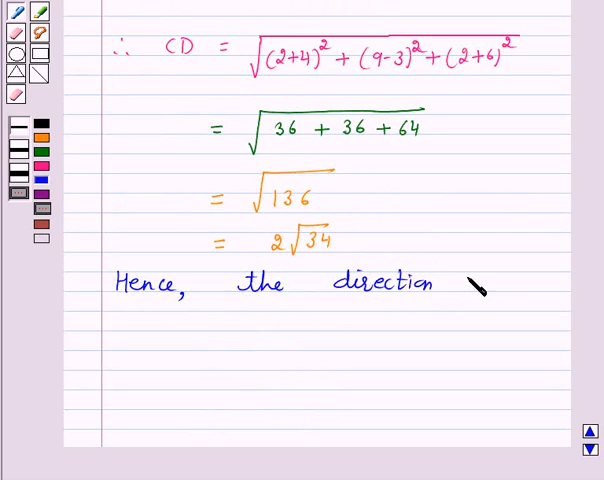 ∴ CD = √((2+4)² + (9-3)² + (2+6)²)
= √(36 + 36 + 64)
= √136
= 2√34
Hence, the direction